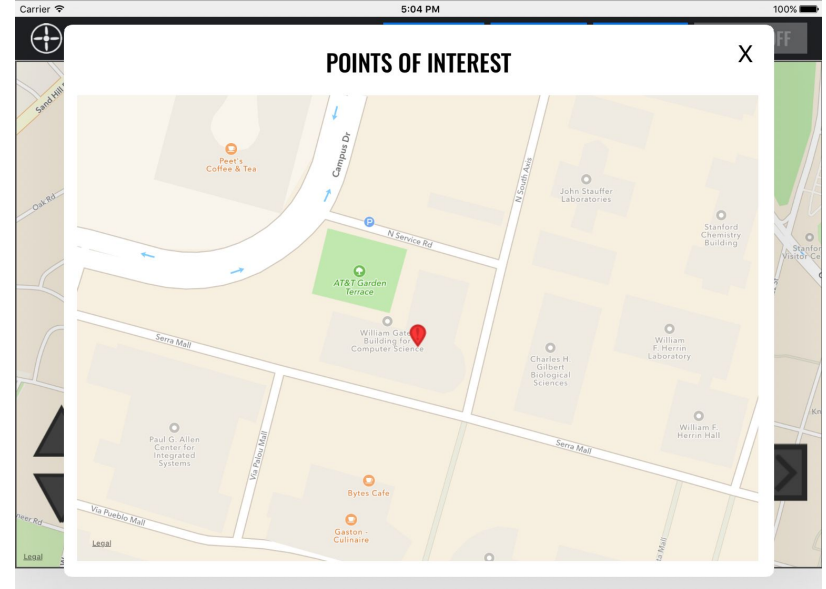 Carrier
5:04 PM
100%
POINTS OF INTEREST
X
Sand Hill
Oak Rd
Peet's
Coffee & Tea
Campus Dr
N South Axis
John Stauffer
Laboratories
Stanford
Chemistry
Building
N Service Rd
P
AT&T Garden
Terrace
William Gate
Building for
Computer Science
Serra Mall
Charles H
Gilbert
Biological
Sciences
William
F. Herrin
Laboratory
William F.
Herrin Hall
Serra Mall
Paul G. Allen
Center for
Integrated
Systems
Via Palou Mall
Bytes Cafe
Via Pueblo Mall
Gaston -
Culinaire
Legal
Legal